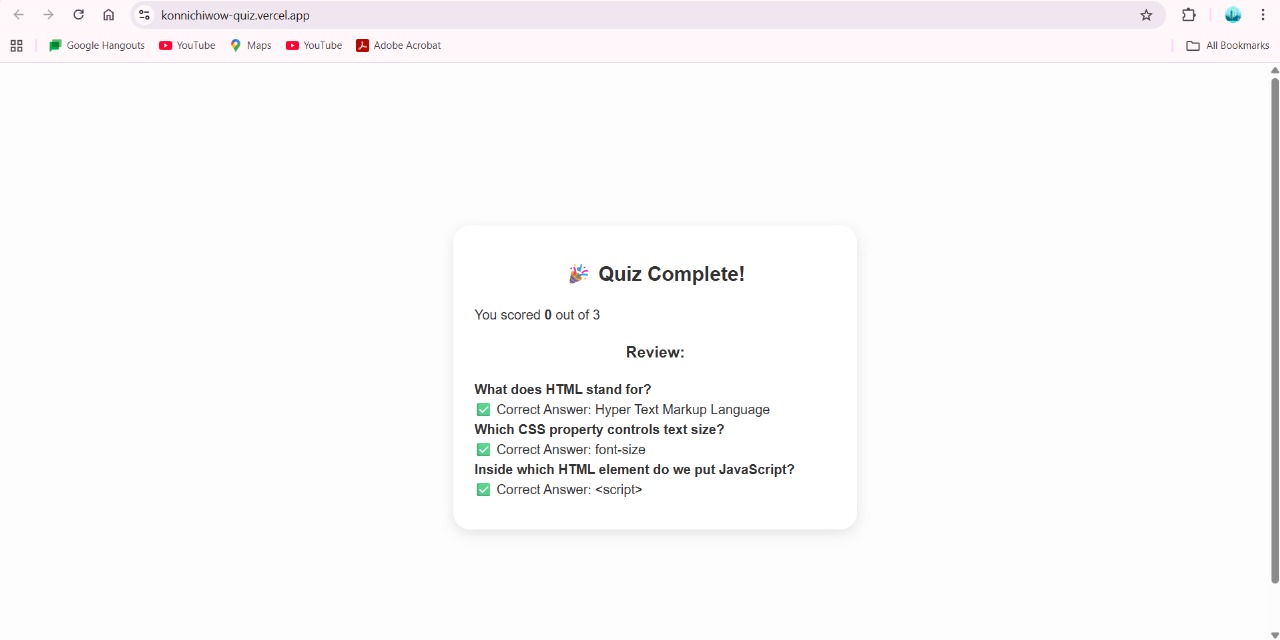 konnichiwow-quiz.vercel.app
Google Hangouts YouTube Maps YouTube Adobe Acrobat All Bookmarks
🎉 Quiz Complete!
You scored 0 out of 3
Review:
What does HTML stand for?
✅ Correct Answer: Hyper Text Markup Language
Which CSS property controls text size?
✅ Correct Answer: font-size
Inside which HTML element do we put JavaScript?
✅ Correct Answer: <script>